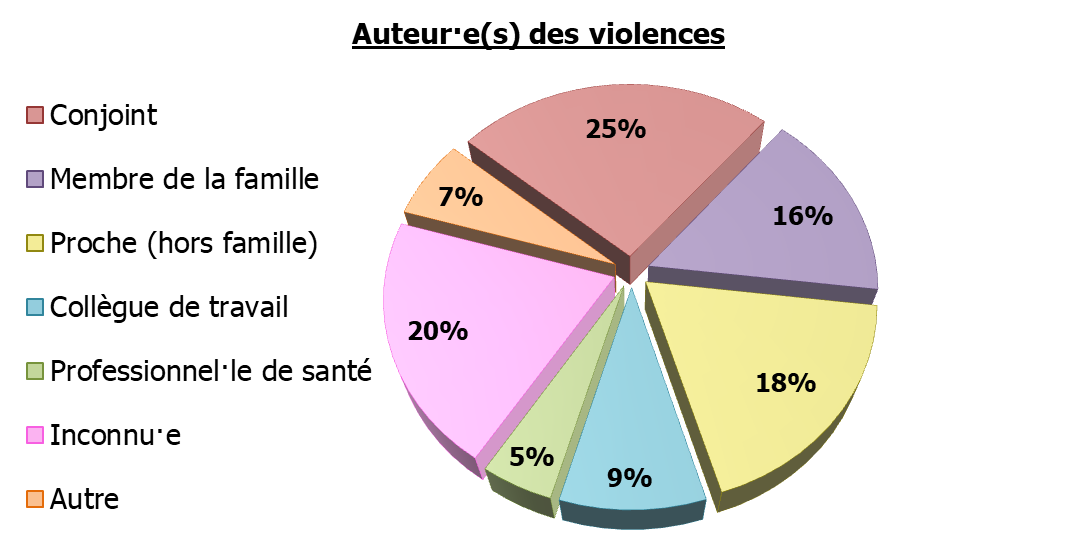 Auteur·e(s) des violences
Conjoint
Membre de la famille
Proche (hors famille)
Collègue de travail
Professionnel·le de santé
Inconnu·e
Autre
25%
16%
18%
9%
5%
20%
7%